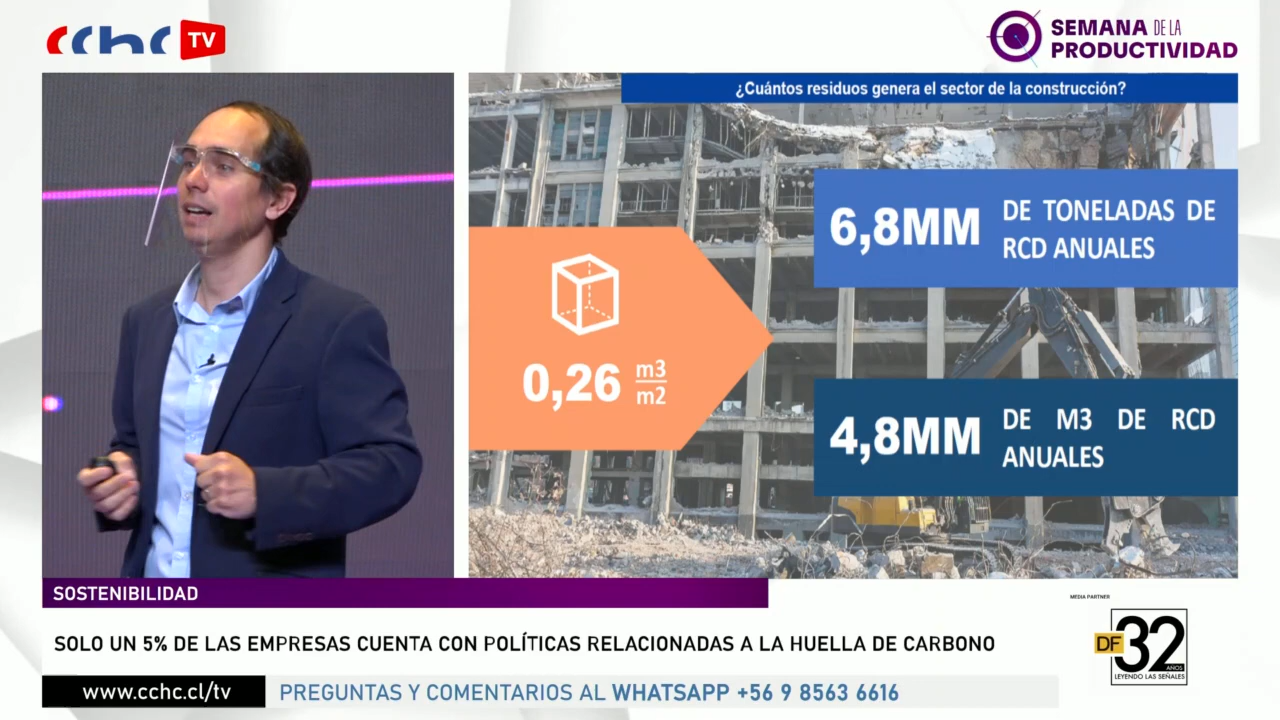 cchc TV
SEMANA DE LA
PRODUCTIVIDAD
¿Cuántos residuos genera el sector de la construcción?
6,8MM
DE TONELADAS DE
RCD ANUALES
0,26
m3
m2
4,8MM
DE M3 DE RCD
ANUALES
SOSTENIBILIDAD
SOLO UN 5% DE LAS EMPRESAS CUENTA CON POLÍTICAS RELACIONADAS A LA HUELLA DE CARBONO
www.cchc.cl/tv
PREGUNTAS Y COMENTARIOS AL WHATSAPP +56 9 8563 6616
MEDIA PARTNER
DF 32
AÑOS
LEYENDO LAS SEÑALES